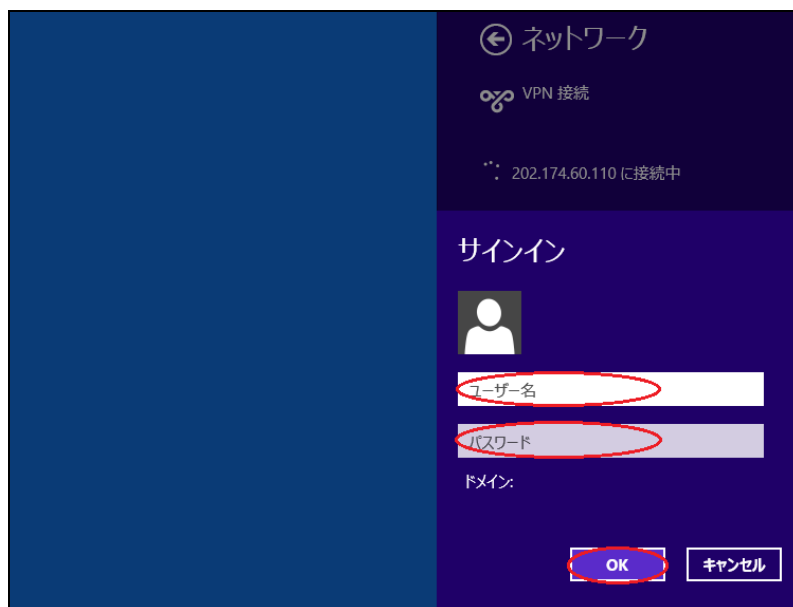 ネットワーク
VPN 接続
202.174.60.110 に接続中
サインイン
ユーザー名
パスワード
ドメイン:
OK
キャンセル